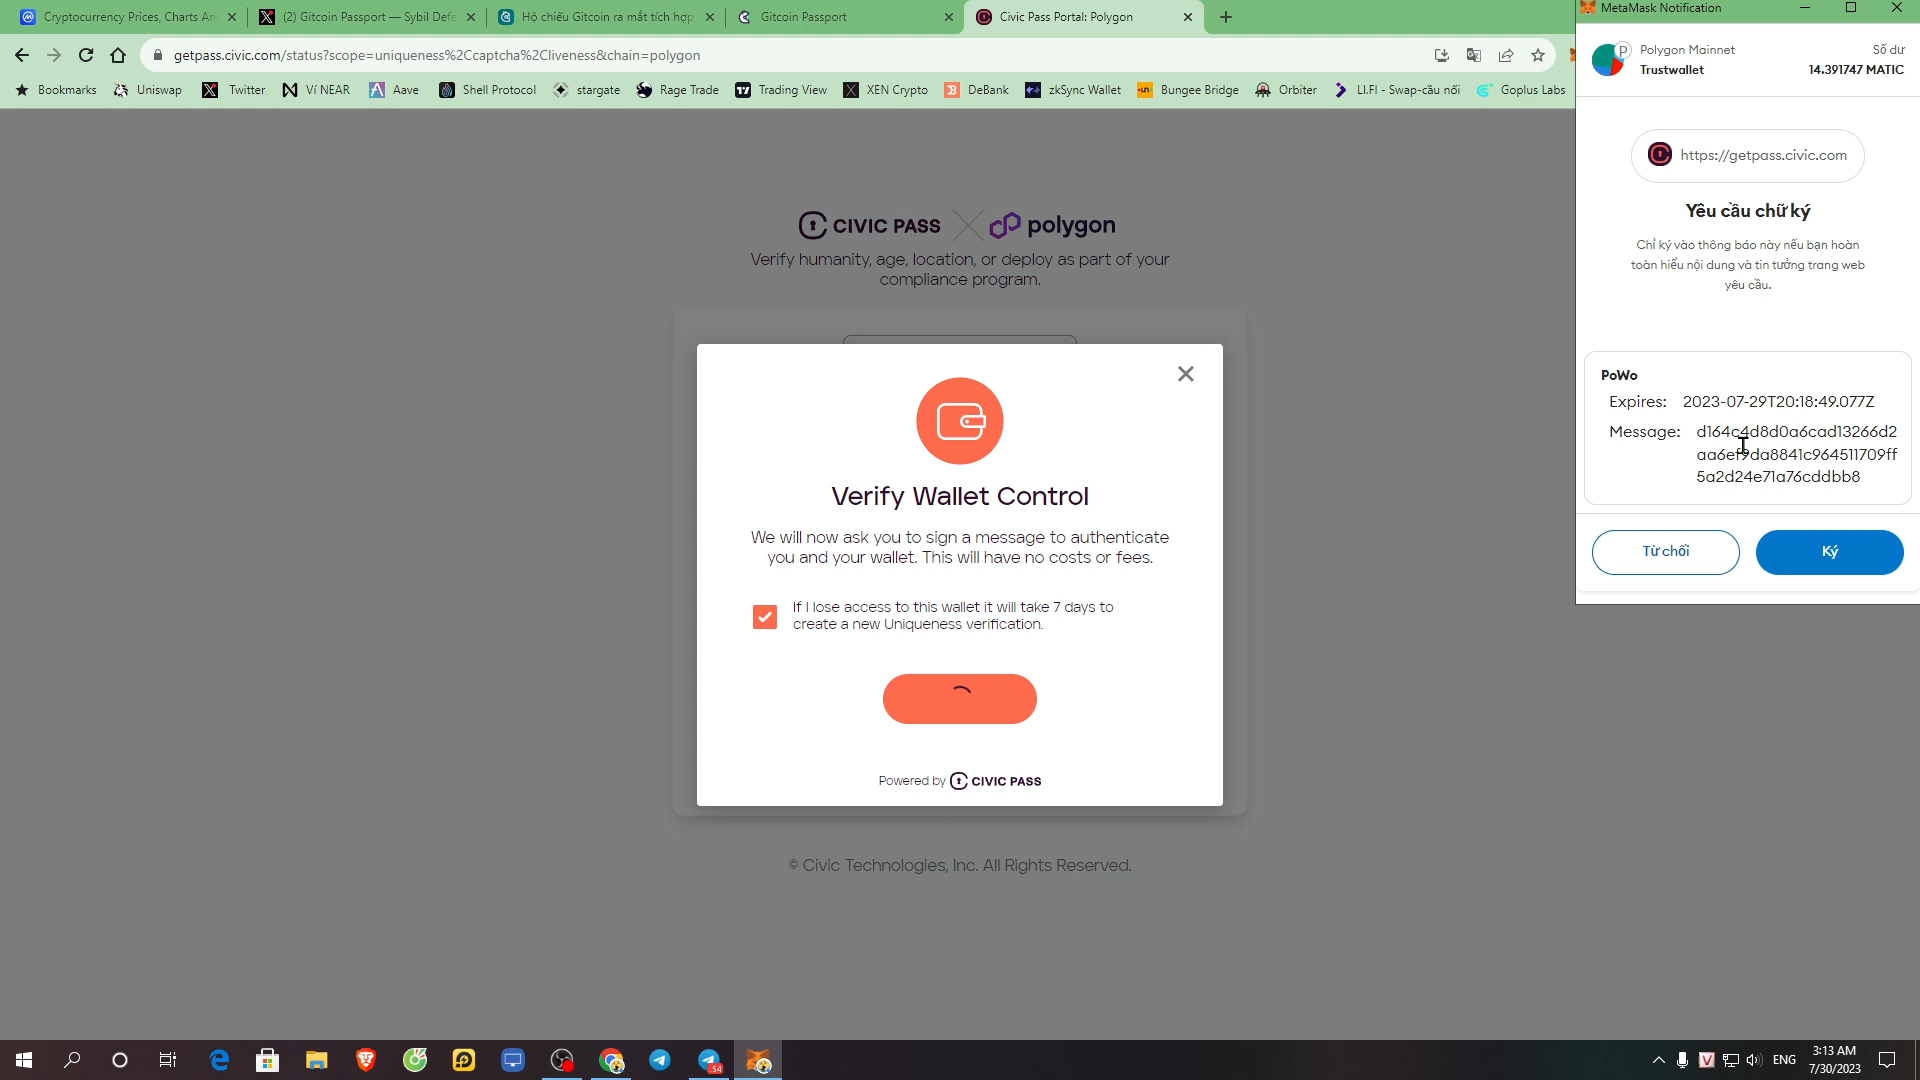 Cryptocurrency Prices, Charts An
(2) Gitcoin Passport — Sybil Defe
Hộ chiếu Gitcoin ra mắt tích hợp
Gitcoin Passport
Civic Pass Portal: Polygon
getpass.civic.com/status?scope=uniqueness%2Ccaptcha%2Cliveness&chain=polygon
Bookmarks
Uniswap
Twitter
Ví NEAR
Aave
Shell Protocol
stargate
Rage Trade
Trading View
XEN Crypto
DeBank
zkSync Wallet
Bungee Bridge
Orbiter
LI.FI - Swap-cầu nối
Goplus Labs
CIVIC PASS
polygon
Verify humanity, age, location, or deploy as part of your
compliance program.
Verify Wallet Control
We will now ask you to sign a message to authenticate
you and your wallet. This will have no costs or fees.
If I lose access to this wallet it will take 7 days to
create a new Uniqueness verification.
Powered by CIVIC PASS
© Civic Technologies, Inc. All Rights Reserved.
MetaMask Notification
P
Polygon Mainnet
Trustwallet
Số dư
14.391747 MATIC
https://getpass.civic.com
Yêu cầu chữ ký
Chỉ ký vào thông báo này nếu bạn hoàn
toàn hiểu nội dung và tin tưởng trang web
yêu cầu.
PoWo
Expires: 2023-07-29T20:18:49.077Z
Message: d164c4d8d0a6cad13266d2
aa6ef9da8841c964511709ff
5a2d24e71a76cddbb8
Từ chối
Ký
54
ENG
3:13 AM
7/30/2023